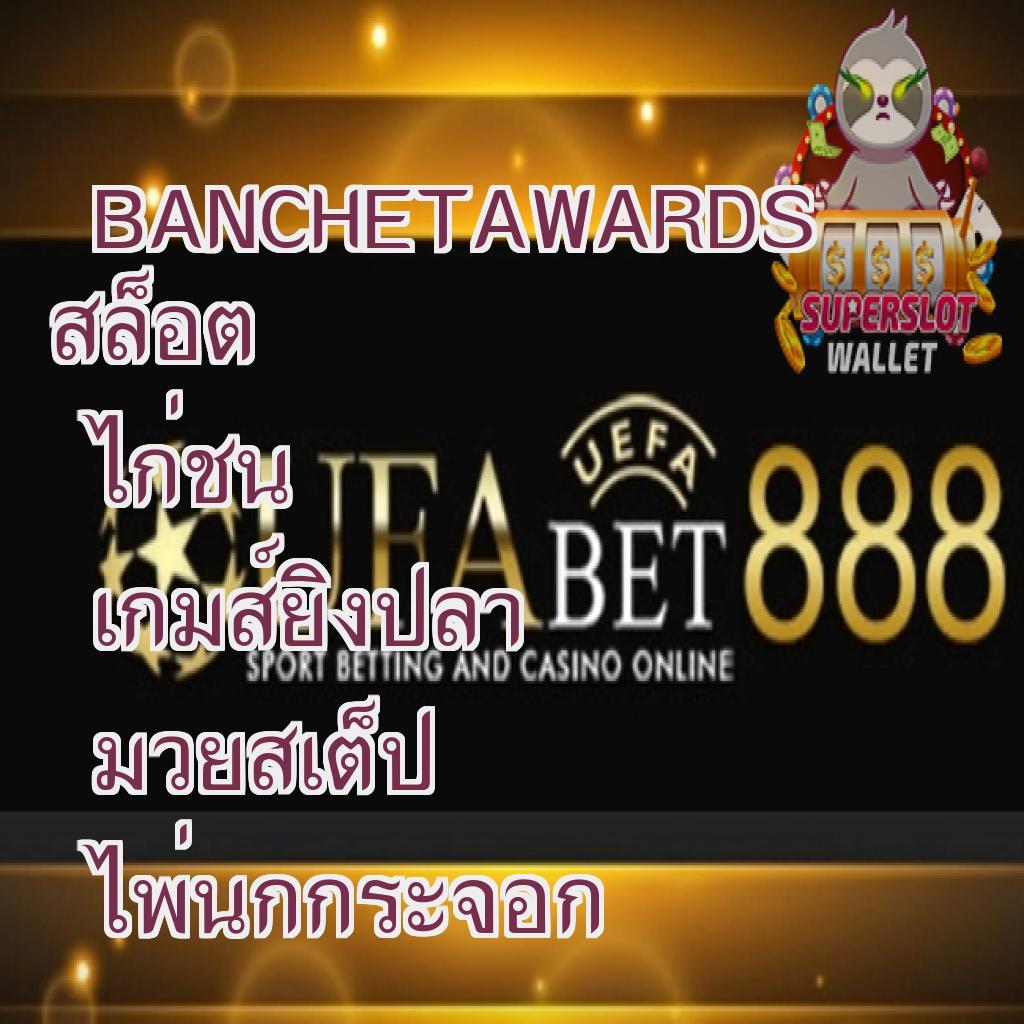 BANCHETAWARDS
สล็อต
SUPERSLOT
WALLET
ไก่ชน
UEFA
UFABET888
เกมส์ยิงปลา
SPORT BETTING AND CASINO ONLINE
มวยสเต็ป
ไพ่นกกระจอก